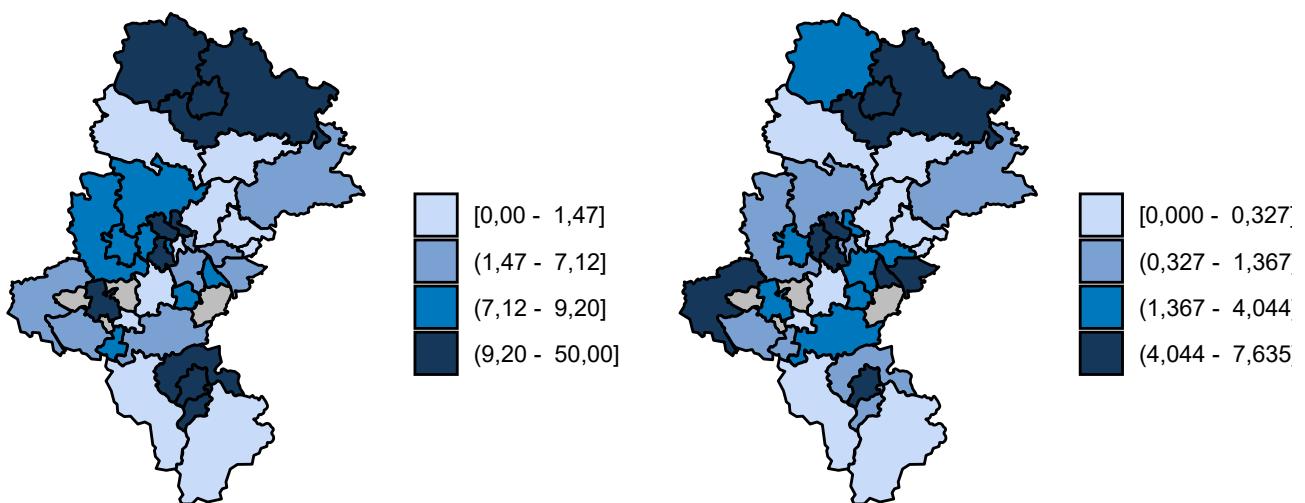 [0,00 - 1,47]
(1,47 - 7,12]
(7,12 - 9,20]
(9,20 - 50,00]
[0,000 - 0,327]
(0,327 - 1,367]
(1,367 - 4,044]
(4,044 - 7,635]